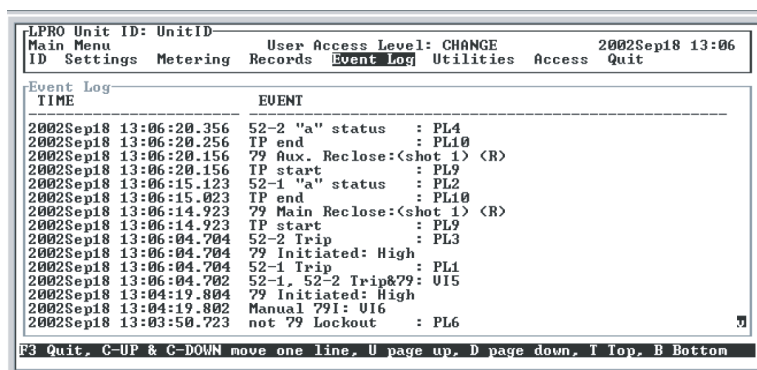 LPRO Unit ID: UnitID
Main Menu User Access Level: CHANGE 2002Sep18 13:06
ID Settings Metering Records Event Log Utilities Access Quit
Event Log
TIME EVENT
2002Sep18 13:06:20.356 52-2 "a" status : PL4
2002Sep18 13:06:20.256 TP end : PL10
2002Sep18 13:06:20.156 79 Aux. Reclose:(shot 1) (R)
2002Sep18 13:06:20.156 TP start : PL9
2002Sep18 13:06:15.123 52-1 "a" status : PL2
2002Sep18 13:06:15.023 TP end : PL10
2002Sep18 13:06:14.923 79 Main Reclose:(shot 1) (R)
2002Sep18 13:06:14.923 TP start : PL9
2002Sep18 13:06:04.704 52-2 Trip : PL3
2002Sep18 13:06:04.704 79 Initiated: High
2002Sep18 13:06:04.704 52-1 Trip : PL1
2002Sep18 13:06:04.702 52-1, 52-2 Trip&79: VI5
2002Sep18 13:04:19.804 79 Initiated: High
2002Sep18 13:04:19.802 Manual 79I: VI6
2002Sep18 13:03:50.723 not 79 Lockout : PL6
F3 Quit, C-UP & C-DOWN move one line, U page up, D page down, T Top, B Bottom